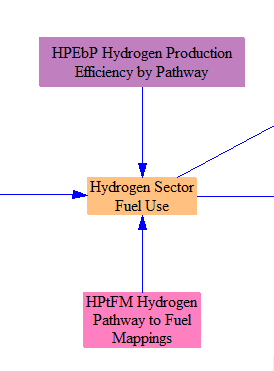 HPEbP Hydrogen Production
Efficiency by Pathway
Hydrogen Sector
Fuel Use
HPtFM Hydrogen
Pathway to Fuel
Mappings